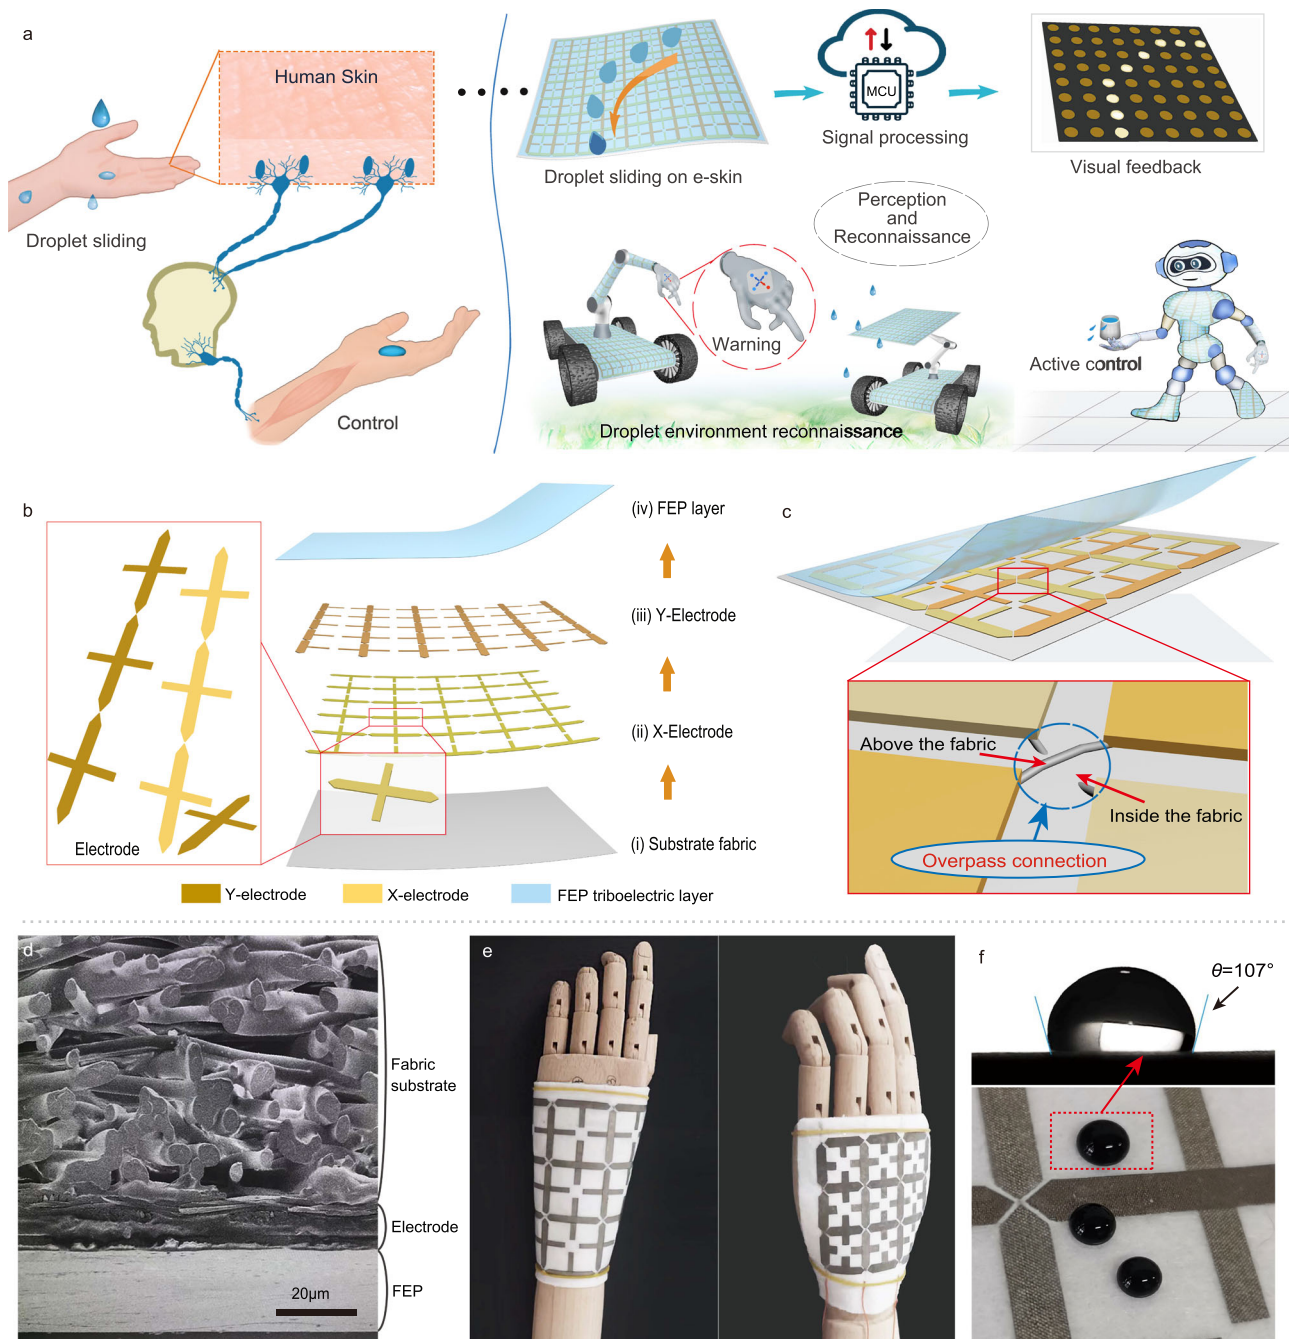 a
Human Skin
Droplet sliding
Control
Droplet sliding on e-skin
MCU
Signal processing
Visual feedback
Perception
and
Reconnaissance
Warning
Droplet environment reconnaissance
Active control
b
Electrode
(iv) FEP layer
(iii) Y-Electrode
(ii) X-Electrode
(i) Substrate fabric
Y-electrode
X-electrode
FEP triboelectric layer
c
Above the fabric
Inside the fabric
Overpass connection
d
Fabric
substrate
Electrode
FEP
20μm
e
f
θ=107°